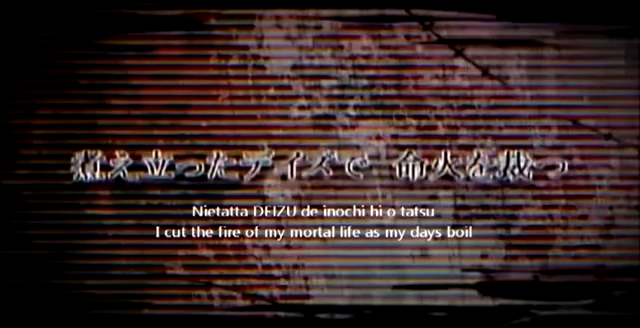 煮え立ったデイズで 命火を裁つ
Nietatta DEIZU de inochi hi o tatsu
I cut the fire of my mortal life as my days boil